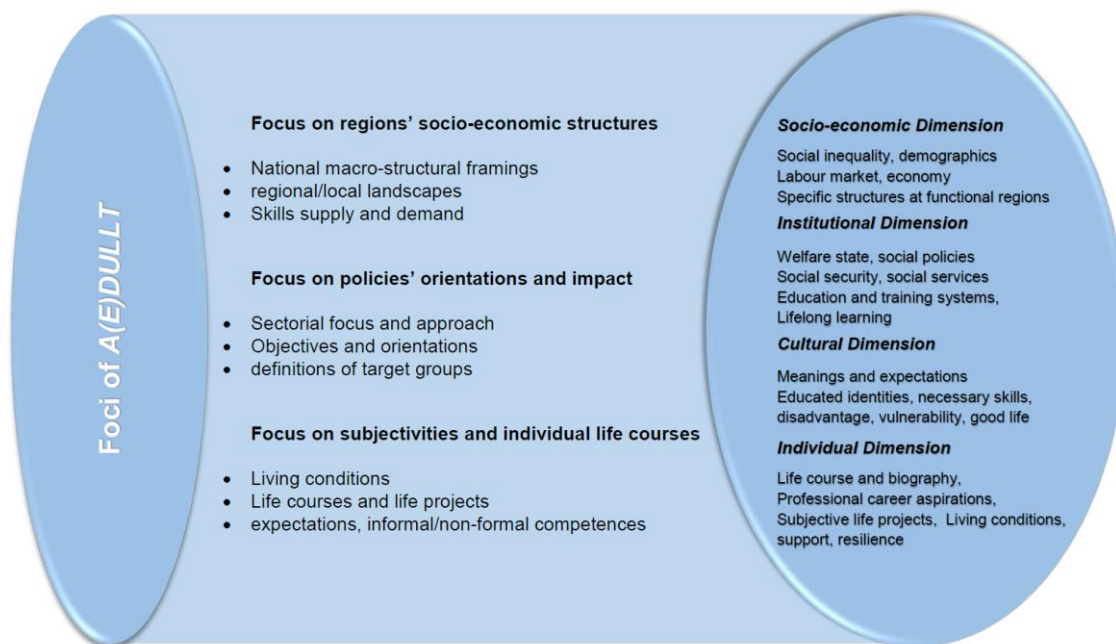 Foci of A(E)DULLT
Focus on regions’ socio-economic structures
• National macro-structural framings
• regional/local landscapes
• Skills supply and demand
Focus on policies’ orientations and impact
• Sectorial focus and approach
• Objectives and orientations
• definitions of target groups
Focus on subjectivities and individual life courses
• Living conditions
• Life courses and life projects
• expectations, informal/non-formal competences
Socio-economic Dimension
Social inequality, demographics
Labour market, economy
Specific structures at functional regions
Institutional Dimension
Welfare state, social policies
Social security, social services
Education and training systems,
Lifelong learning
Cultural Dimension
Meanings and expectations
Educated identities, necessary skills,
disadvantage, vulnerability, good life
Individual Dimension
Life course and biography,
Professional career aspirations,
Subjective life projects, Living conditions,
support, resilience